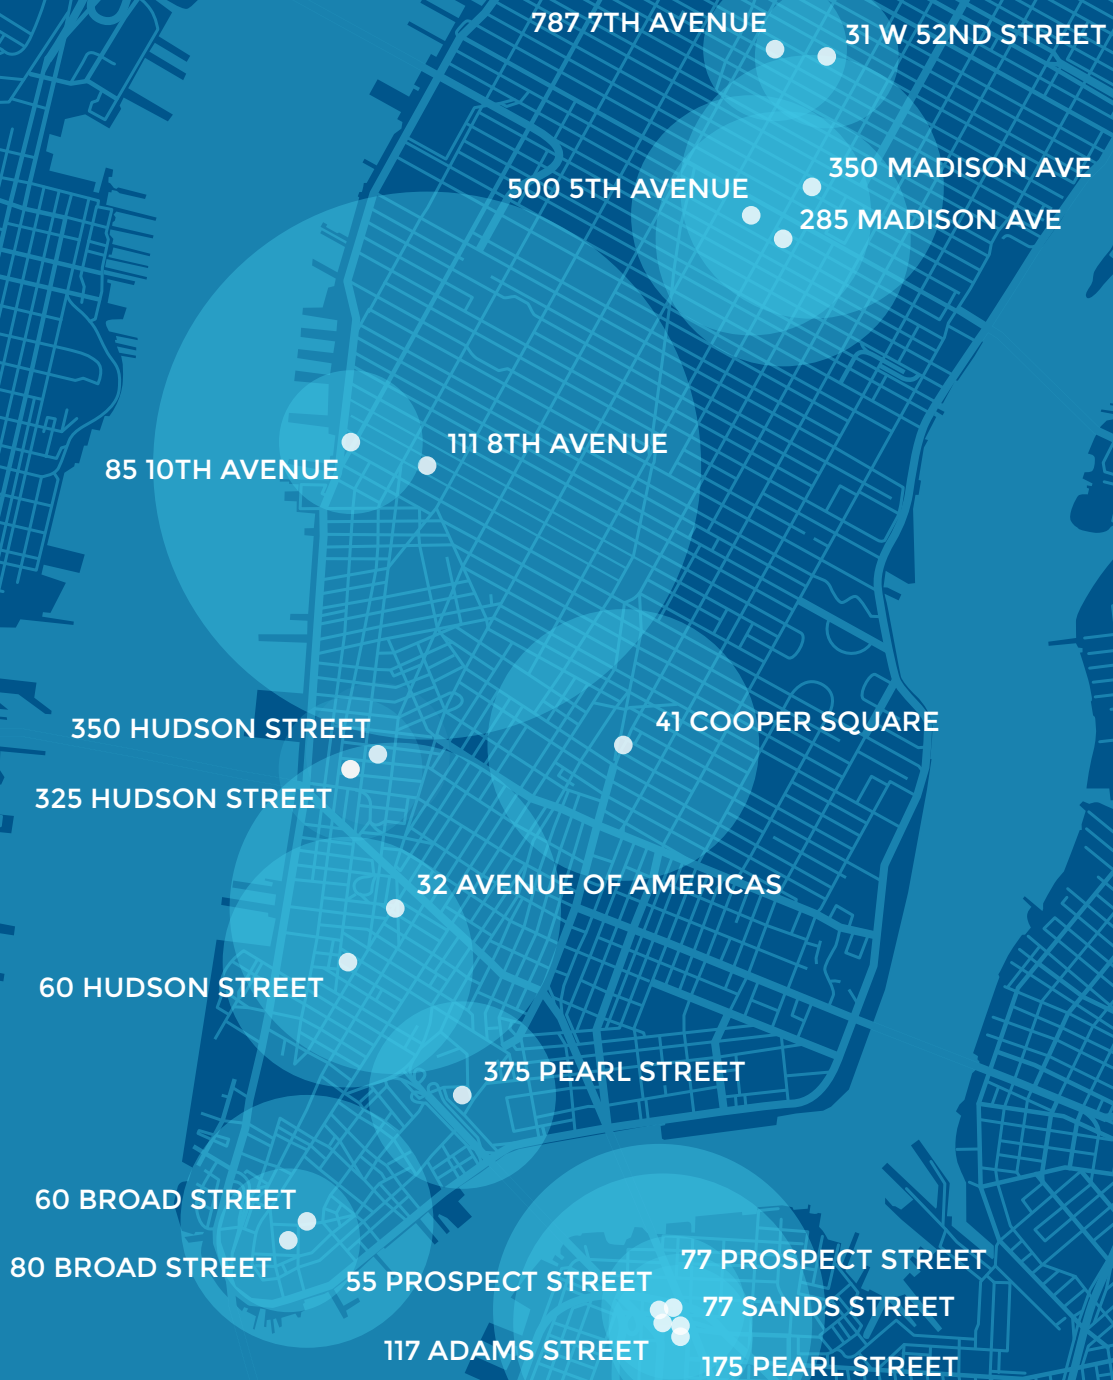 787 7TH AVENUE
31 W 52ND STREET
350 MADISON AVE
500 5TH AVENUE
285 MADISON AVE
111 8TH AVENUE
85 10TH AVENUE
350 HUDSON STREET
41 COOPER SQUARE
325 HUDSON STREET
32 AVENUE OF AMERICAS
60 HUDSON STREET
375 PEARL STREET
60 BROAD STREET
80 BROAD STREET
77 PROSPECT STREET
55 PROSPECT STREET
77 SANDS STREET
117 ADAMS STREET
175 PEARL STREET